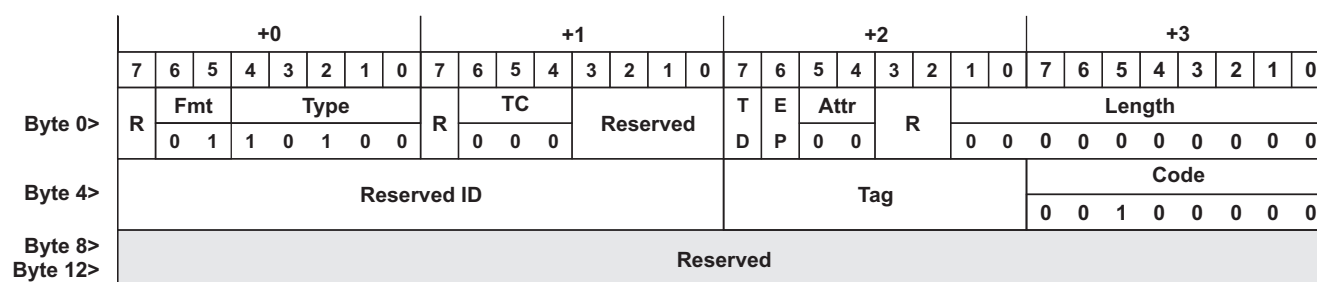 +0 +1 +2 +3
7 6 5 4 3 2 1 0 7 6 5 4 3 2 1 0 7 6 5 4 3 2 1 0 7 6 5 4 3 2 1 0
Byte 0> R Fmt Type R TC Reserved T D E P Attr R Length
0 1 1 0 1 0 0 0 0 0 0 0 0 0 0 0 0 0 0 0 0 0
Byte 4> Reserved ID Tag Code
0 0 1 0 0 0 0 0
Byte 8>
Byte 12>
Reserved